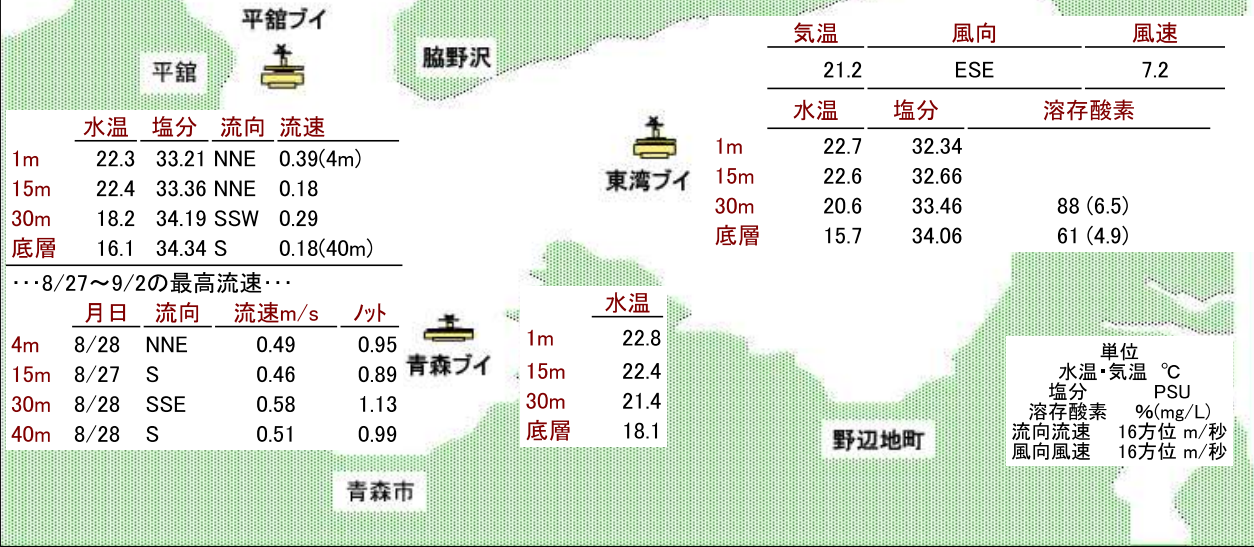 平舘ブイ
平舘
脇野沢
水温 塩分 流向 流速
1m 22.3 33.21 NNE 0.39(4m)
15m 22.4 33.36 NNE 0.18
30m 18.2 34.19 SSW 0.29
底層 16.1 34.34 S 0.18(40m)
…8/27～9/2の最高流速…
月日 流向 流速m/s ﾉｯﾄ
4m 8/28 NNE 0.49 0.95
15m 8/27 S 0.46 0.89
30m 8/28 SSE 0.58 1.13
40m 8/28 S 0.51 0.99
気温 風向 風速
21.2 ESE 7.2
東湾ブイ
水温 塩分 溶存酸素
1m 22.7 32.34
15m 22.6 32.66
30m 20.6 33.46 88 (6.5)
底層 15.7 34.06 61 (4.9)
青森ブイ
水温
1m 22.8
15m 22.4
30m 21.4
底層 18.1
青森市
野辺地町
単位
水温・気温 ℃
塩分 PSU
溶存酸素 %(mg/L)
流向流速 16方位 m/秒
風向風速 16方位 m/秒